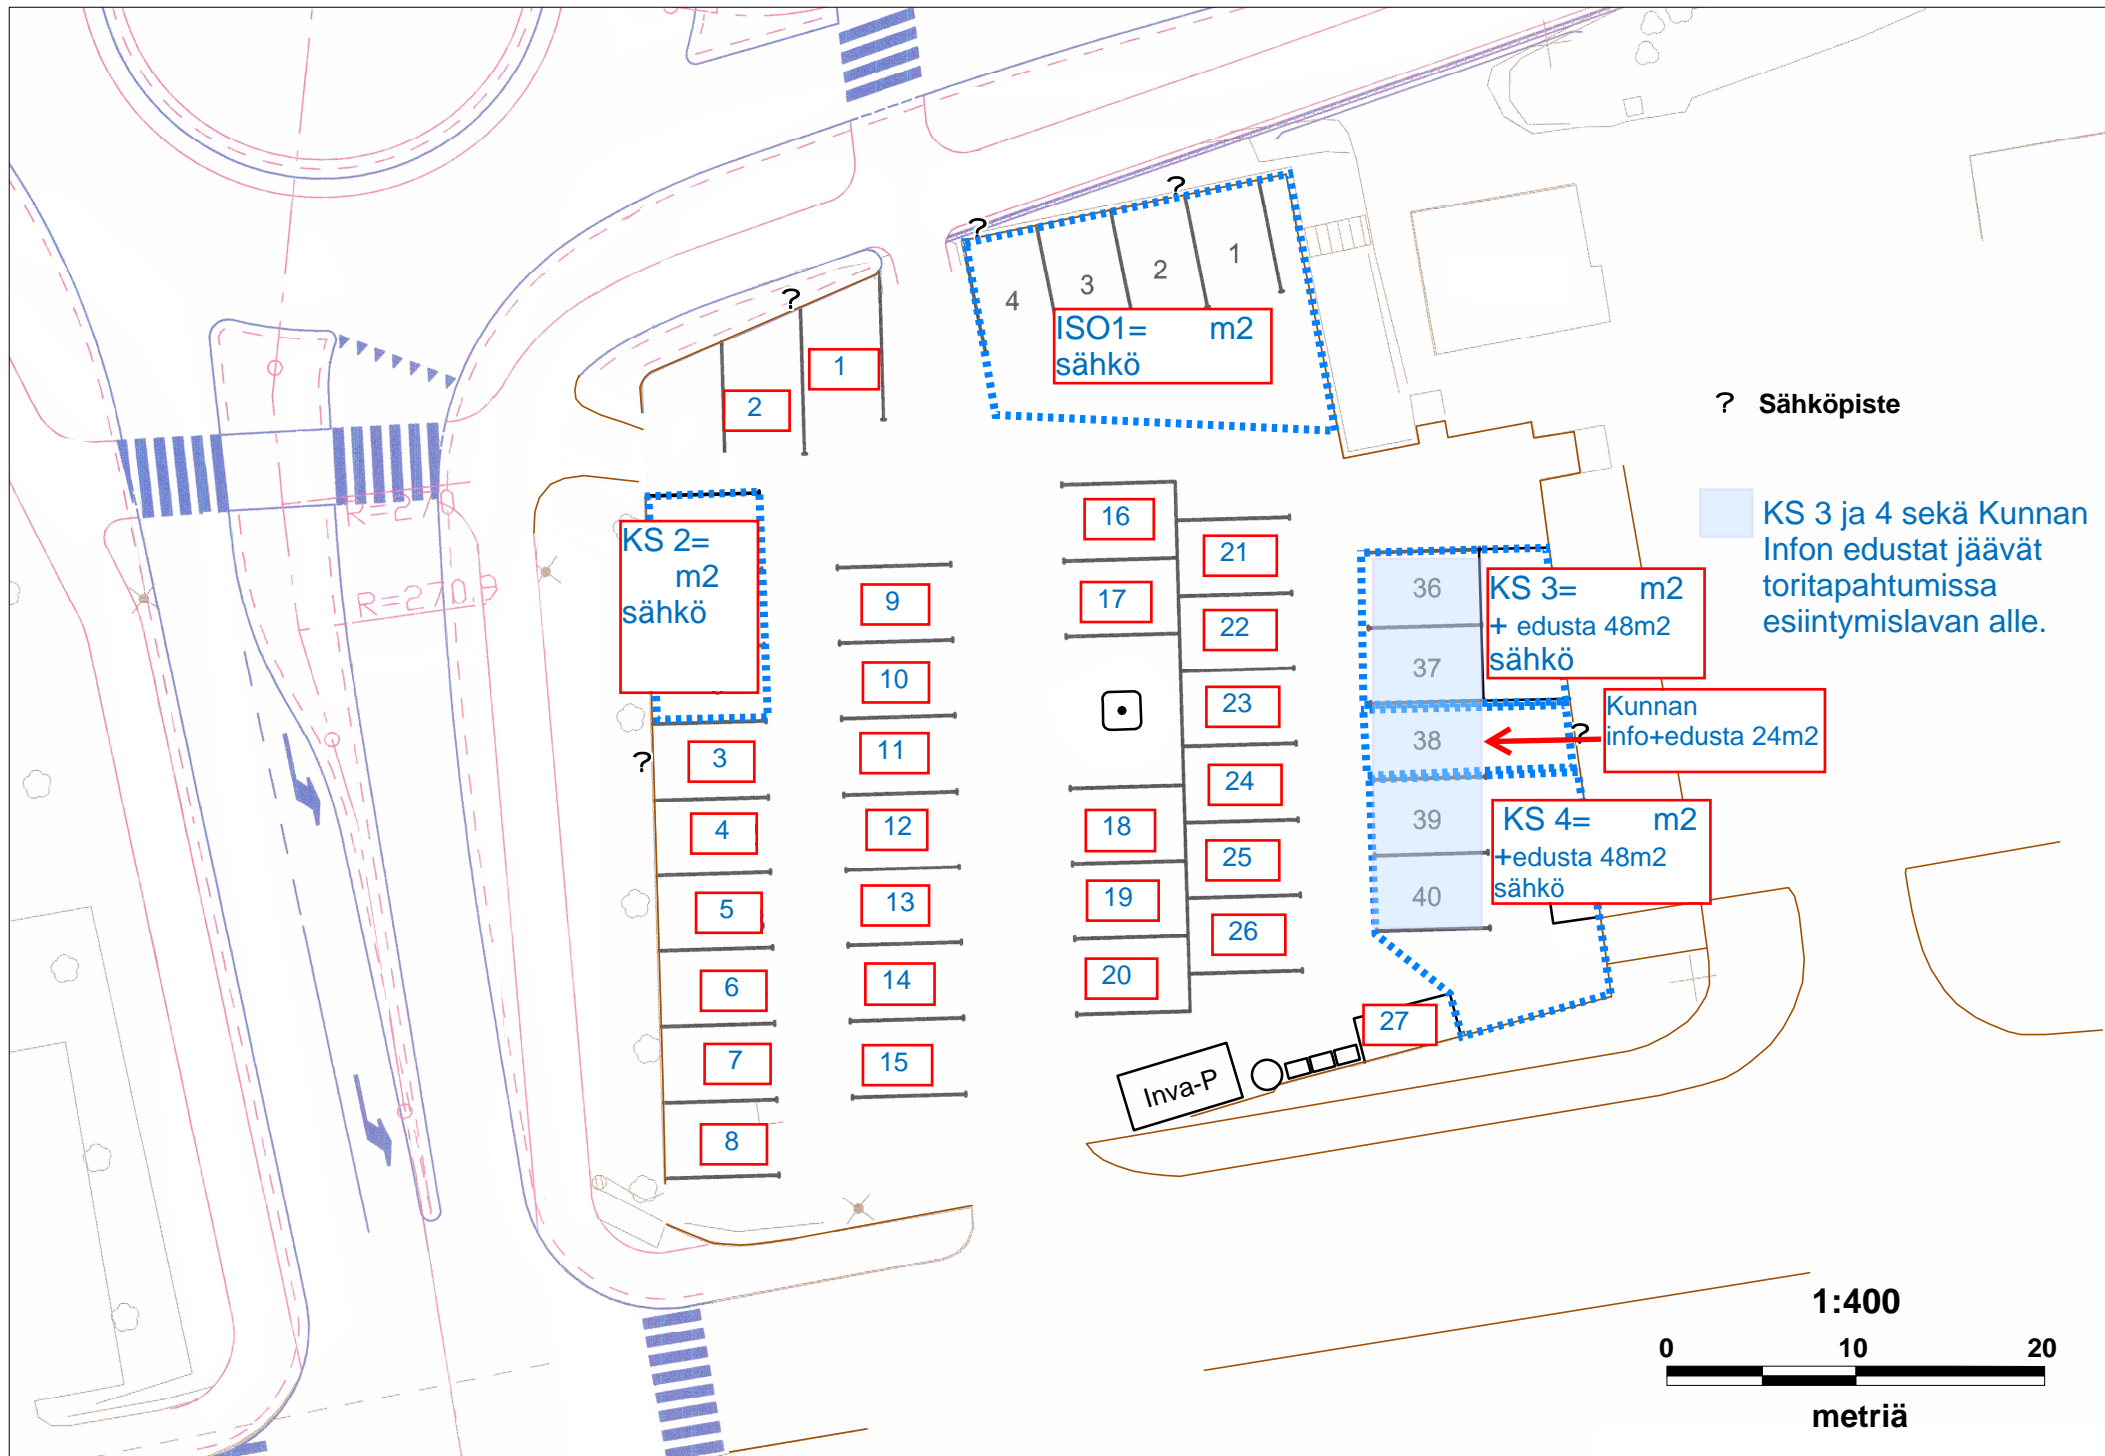 ?
?
1
2
3
4
ISO1= m2
sähkö
?
1
2
? Sähköpiste
R=270
R=270.9
KS 2=
m2
sähkö
16
21
17
22
23
9
10
11
12
13
14
15
?
3
4
5
6
7
8
24
18
25
19
26
20
27
Inva-P
36
37
38
39
40
KS 3= m2
+ edusta 48m2
sähkö
Kunnan
info+edusta 24m2
?
KS 4= m2
+edusta 48m2
sähkö
KS 3 ja 4 sekä Kunnan
Infon edustat jäävät
toritapahtumissa
esiintymislavan alle.
1:400
0 10 20
metriä